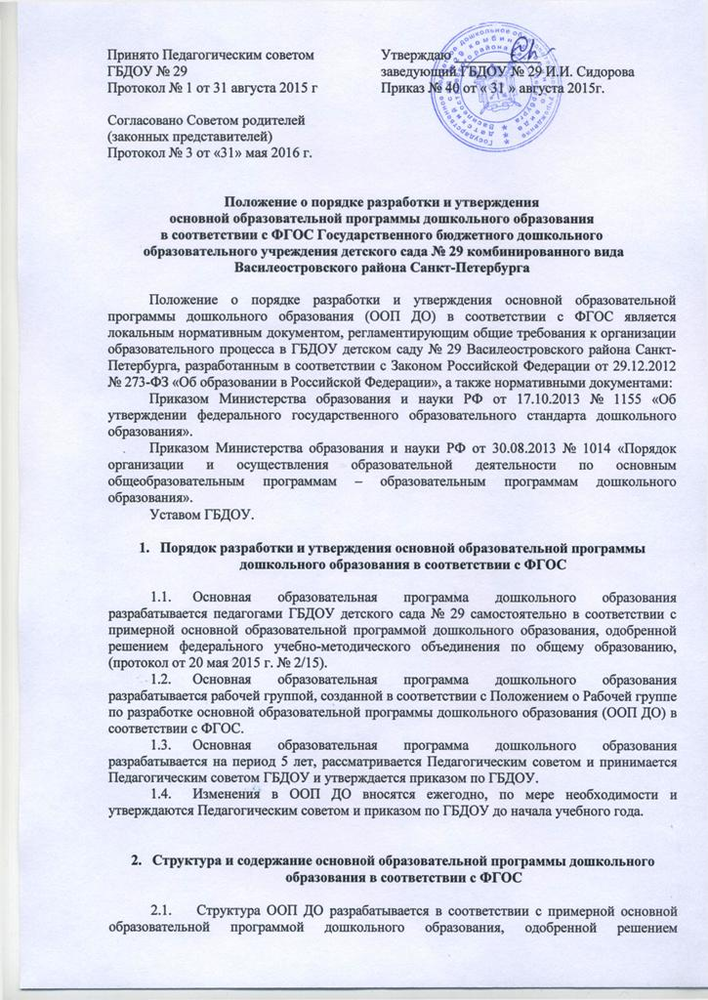 Принято Педагогическим советом
ГБДОУ № 29
Протокол № 1 от 31 августа 2015 г
Утверждаю
заведующий ГБДОУ № 29 И.И. Сидорова
Приказ № 40 от « 31 » августа 2015г.
Согласовано Советом родителей
(законных представителей)
Протокол № 3 от «31» мая 2016 г.
Положение о порядке разработки и утверждения
основной образовательной программы дошкольного образования
в соответствии с ФГОС Государственного бюджетного дошкольного
образовательного учреждения детского сада № 29 комбинированного вида
Василеостровского района Санкт-Петербурга
Положение о порядке разработки и утверждения основной образовательной
программы дошкольного образования (ООП ДО) в соответствии с ФГОС является
локальным нормативным документом, регламентирующим общие требования к организации
образовательного процесса в ГБДОУ детском саду № 29 Василеостровского района Санкт-
Петербурга, разработанным в соответствии с Законом Российской Федерации от 29.12.2012
№ 273-ФЗ «Об образовании в Российской Федерации», а также нормативными документами:
Приказом Министерства образования и науки РФ от 17.10.2013 № 1155 «Об
утверждении федерального государственного образовательного стандарта дошкольного
образования».
Приказом Министерства образования и науки РФ от 30.08.2013 № 1014 «Порядок
организации и осуществления образовательной деятельности по основным
общеобразовательным программам – образовательным программам дошкольного
образования».
Уставом ГБДОУ.
1. Порядок разработки и утверждения основной образовательной программы
дошкольного образования в соответствии с ФГОС
1.1. Основная образовательная программа дошкольного образования
разрабатывается педагогами ГБДОУ детского сада № 29 самостоятельно в соответствии с
примерной основной образовательной программой дошкольного образования, одобренной
решением федерального учебно-методического объединения по общему образованию,
(протокол от 20 мая 2015 г. № 2/15).
1.2. Основная образовательная программа дошкольного образования
разрабатывается рабочей группой, созданной в соответствии с Положением о Рабочей группе
по разработке основной образовательной программы дошкольного образования (ООП ДО) в
соответствии с ФГОС.
1.3. Основная образовательная программа дошкольного образования
разрабатывается на период 5 лет, рассматривается Педагогическим советом и принимается
Педагогическим советом ГБДОУ и утверждается приказом по ГБДОУ.
1.4. Изменения в ООП ДО вносятся ежегодно, по мере необходимости и
утверждаются Педагогическим советом и приказом по ГБДОУ до начала учебного года.
2. Структура и содержание основной образовательной программы дошкольного
образования в соответствии с ФГОС
2.1. Структура ООП ДО разрабатывается в соответствии с примерной основной
образовательной программой дошкольного образования, одобренной решением